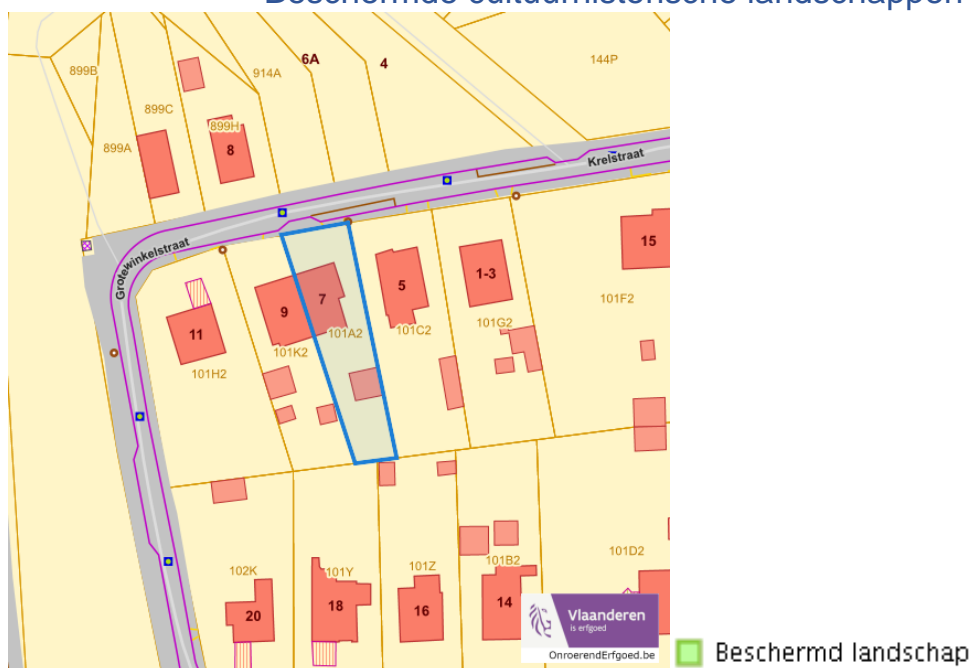 Beschermde cultuurhistorische landschappen
899B
914A
6A
4
144P
899C
899H
899A
8
Krelstraat
Grotewinkelstraat
15
1-3
5
7
9
101F2
101G2
101C2
101A2
11
101K2
101H2
102K
101Y
101Z
101B2
101D2
20
18
16
14
Vlaanderen
is erfgoed
OnroerendErfgoed.be
Beschermd landschap